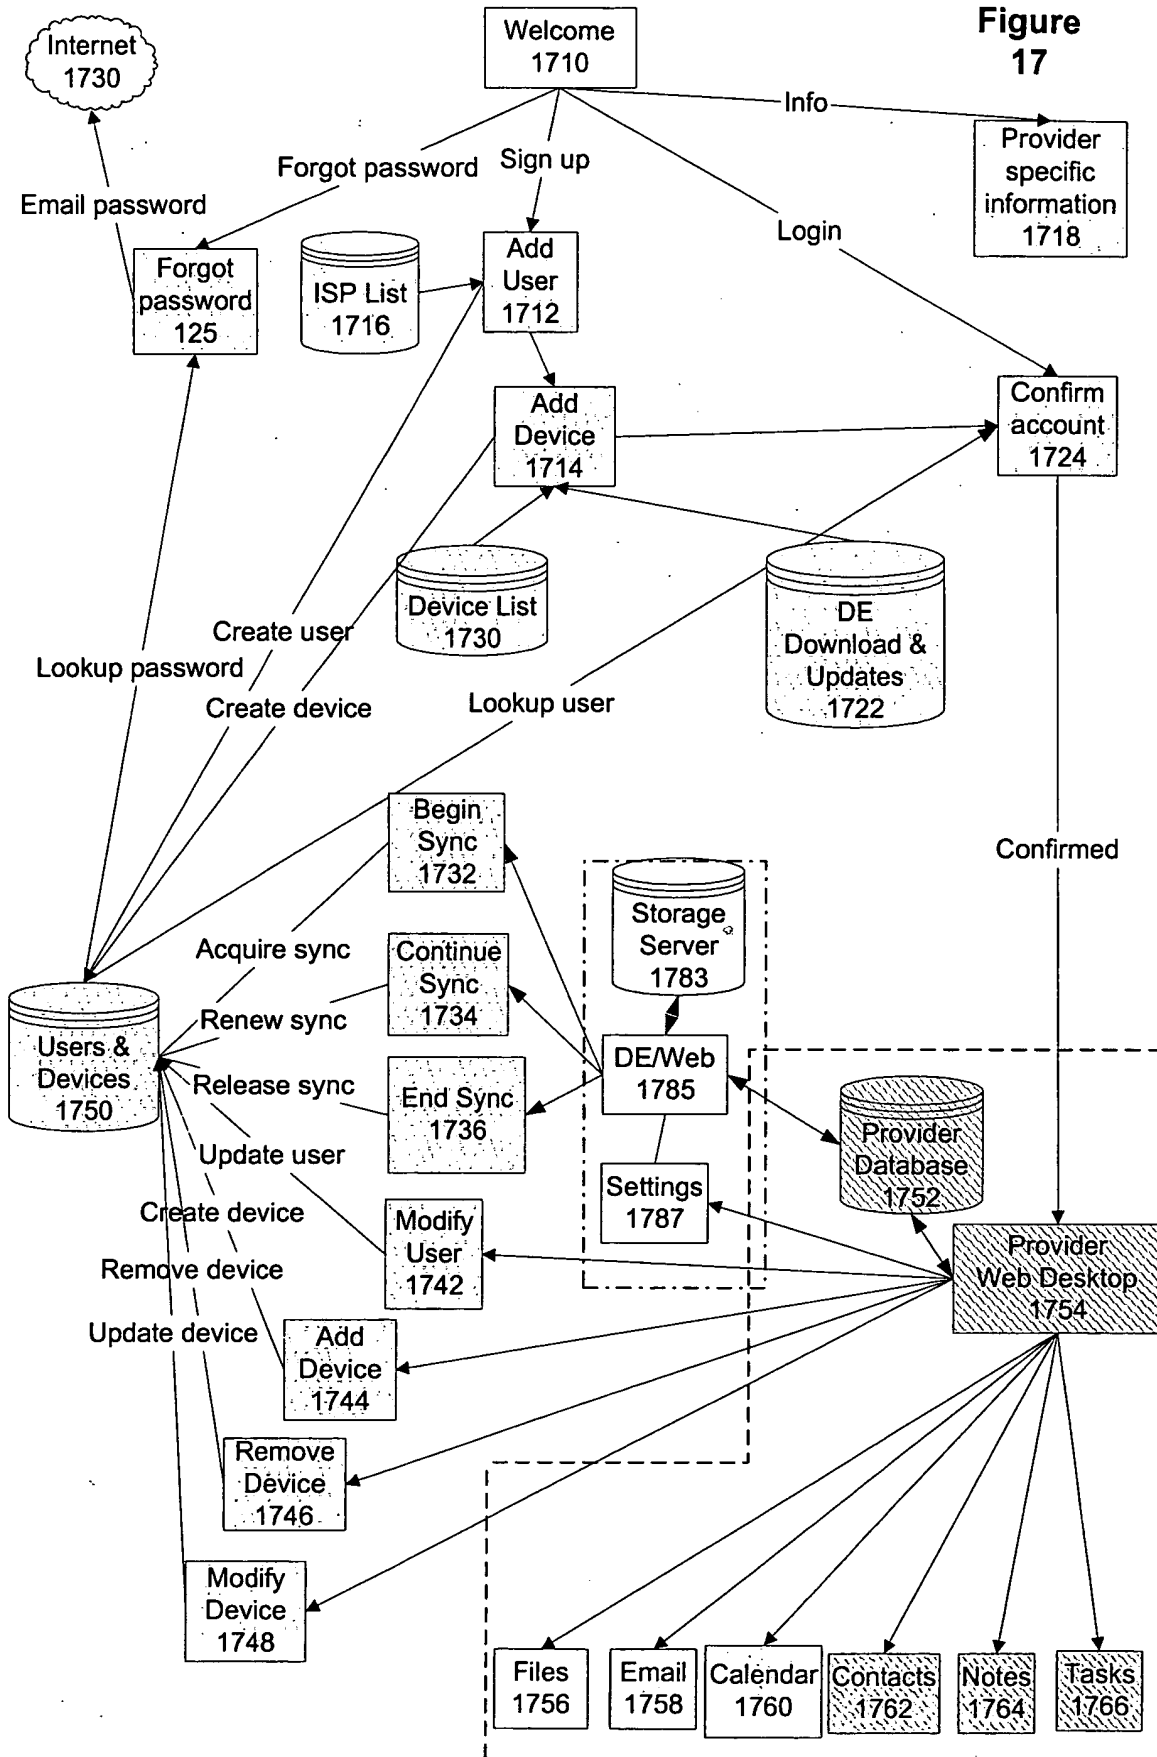 Figure
17
Internet
1730
Welcome
1710
Info
Provider
specific
information
1718
Forgot password
Sign up
Email password
Login
Forgot
password
125
ISP List
1716
Add
User
1712
Add
Device
1714
Confirm
account
1724
Device List
1730
DE
Download &
Updates
1722
Create user
Lookup password
Create device
Lookup user
Begin
Sync
1732
Confirmed
Storage
Server
1783
Acquire sync
Continue
Sync
1734
Renew sync
Users &
Devices
1750
DE/Web
1785
Release sync
End Sync
1736
Provider
Database
1752
Update user
Settings
1787
Create device
Modify
User
1742
Provider
Web Desktop
1754
Remove device
Update device
Add
Device
1744
Remove
Device
1746
Modify
Device
1748
Files
1756
Email
1758
Calendar
1760
Contacts
1762
Notes
1764
Tasks
1766